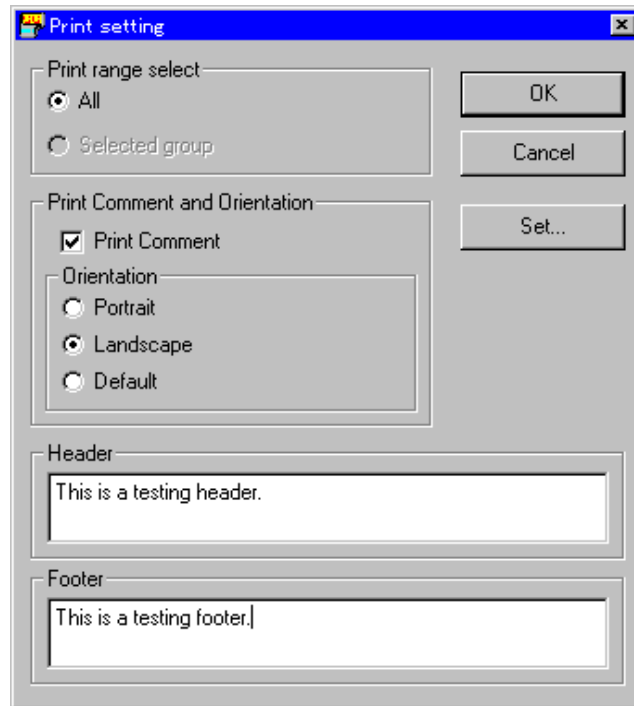 Print setting
Print range select
All
Selected group
OK
Cancel
Set...
Print Comment and Orientation
Print Comment
Orientation
Portrait
Landscape
Default
Header
This is a testing header.
Footer
This is a testing footer.